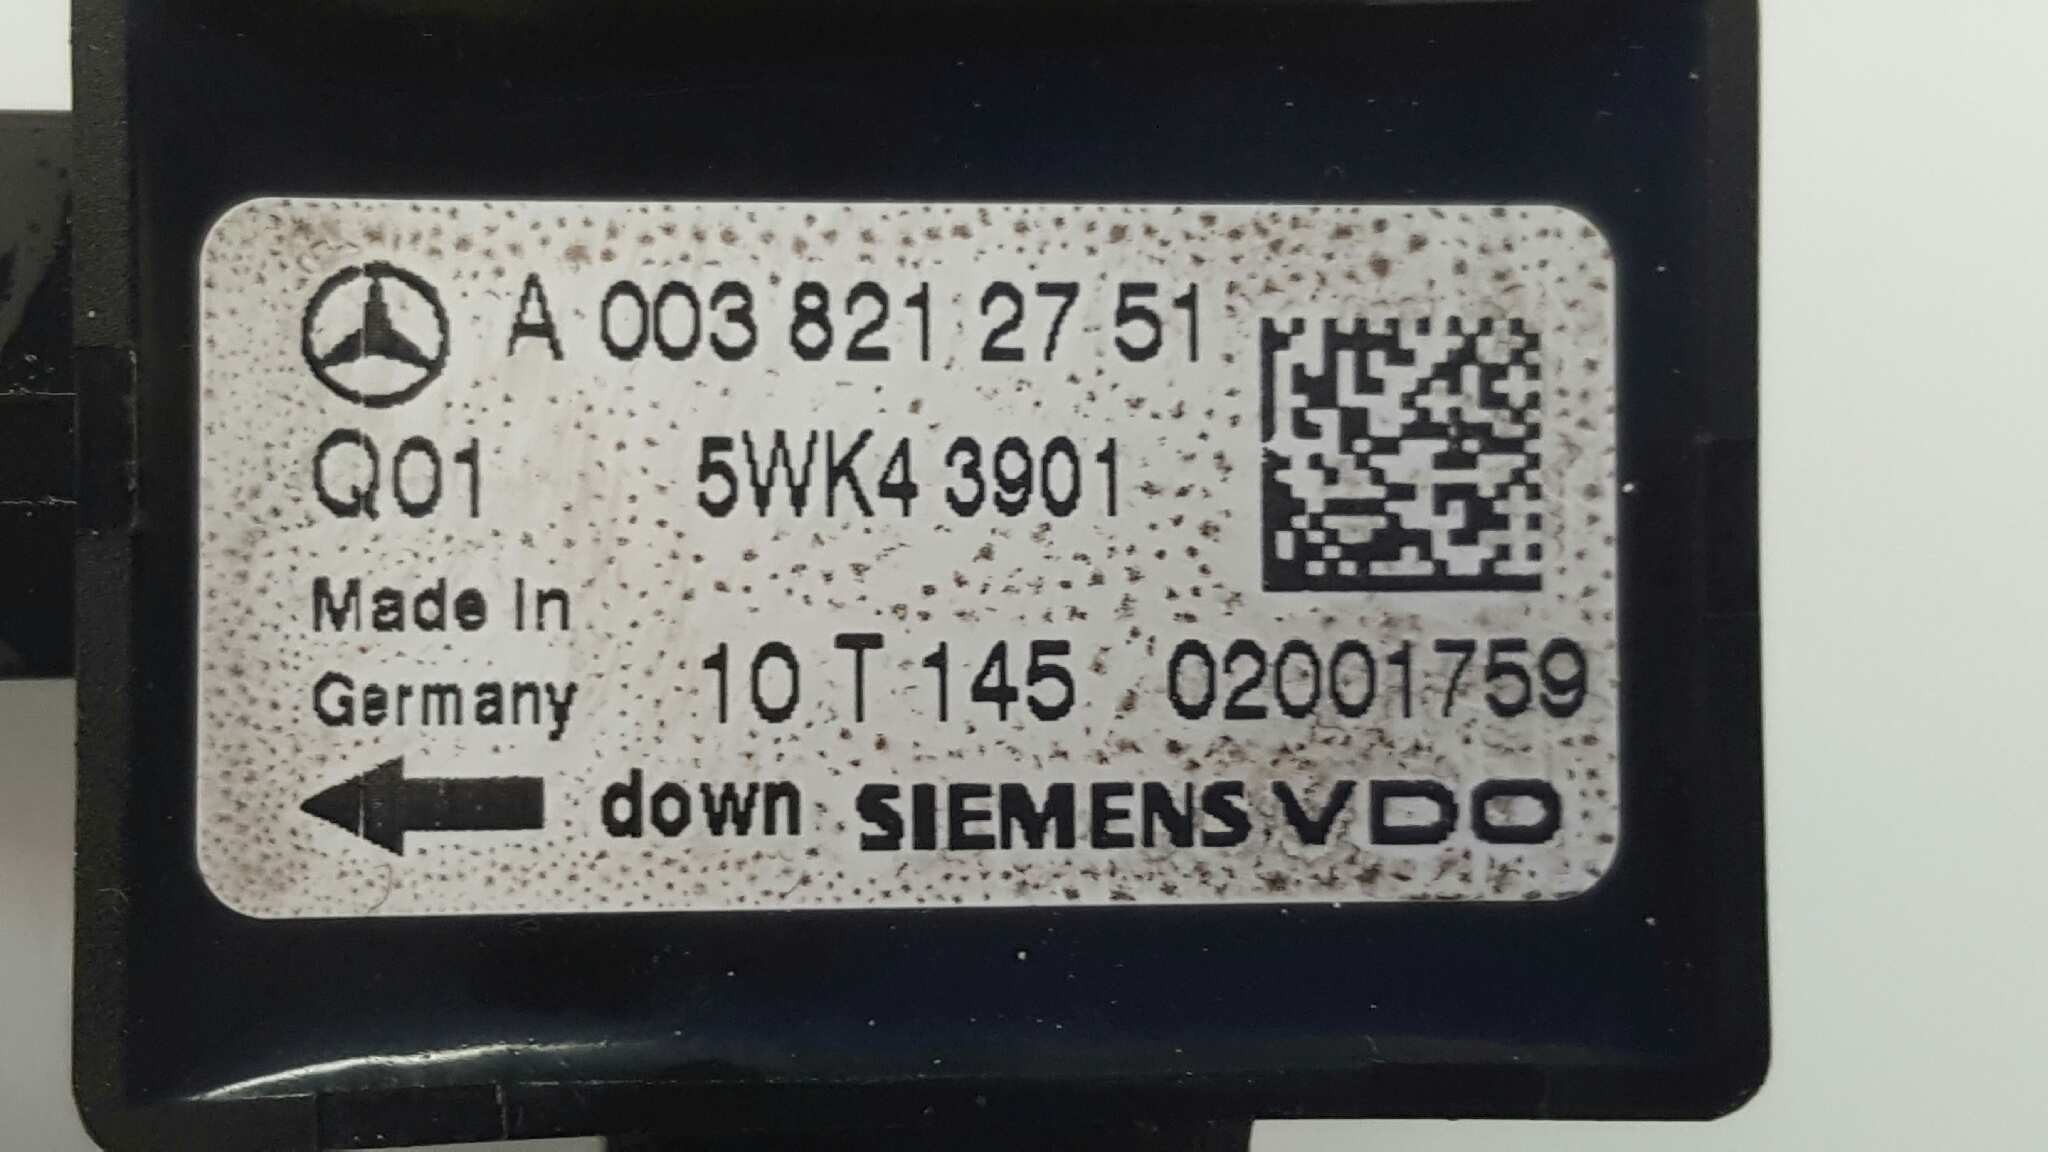 A 003 821 27 51
Q01 5WK4 3901
Made In
Germany
10 T 145 02001759
down SIEMENS VDO